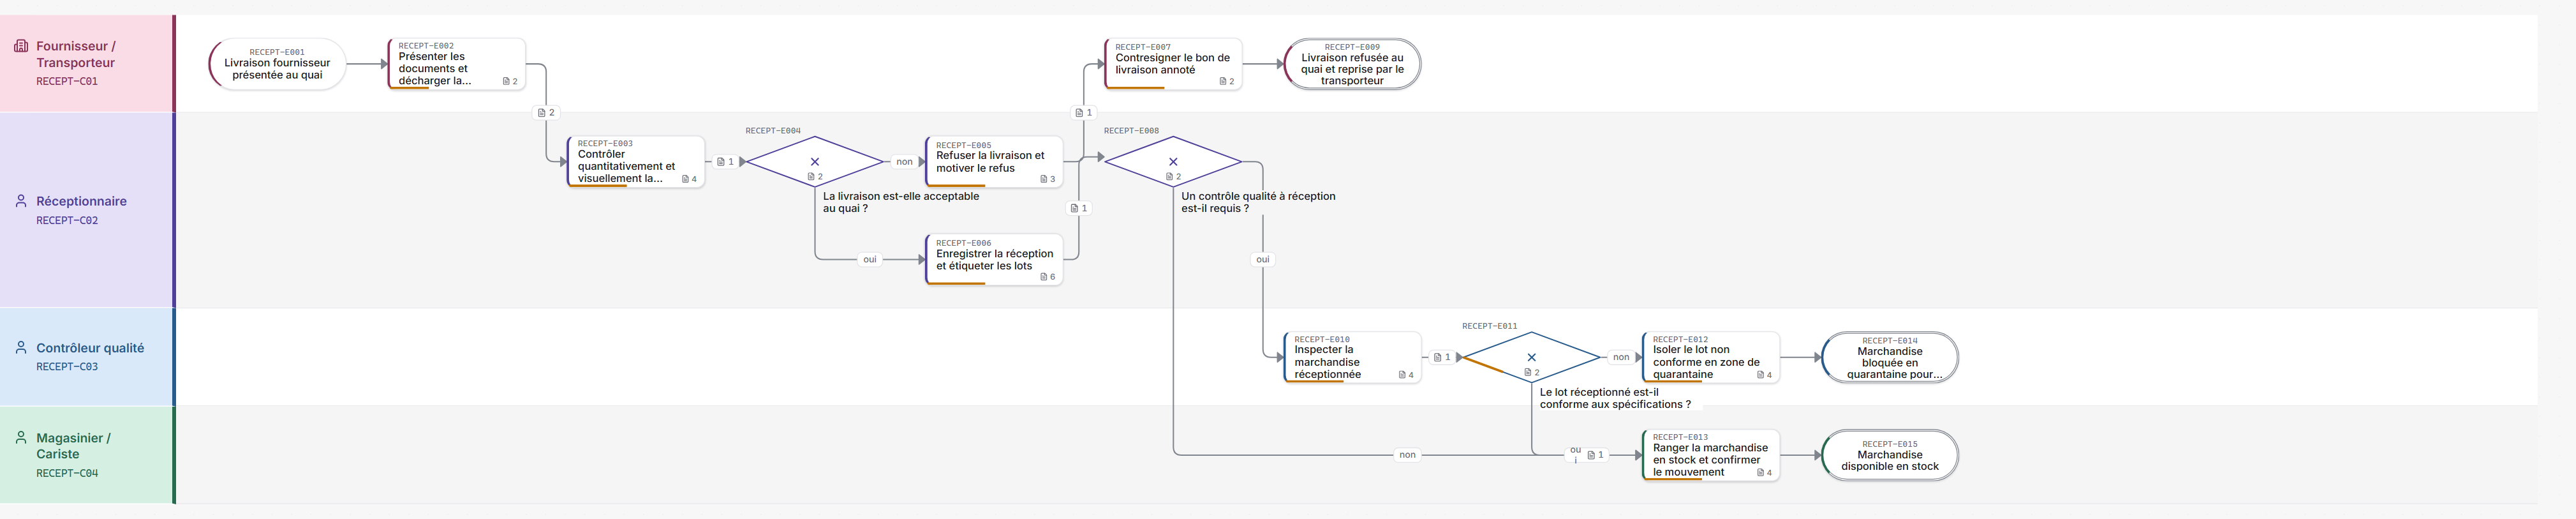 Fournisseur /
Transporteur
RECEPT-C01
RECEPT-E001
Livraison fournisseur
présentée au quai
RECEPT-E002
Présenter les
documents et
décharger la...
2
2
RECEPT-E007
Contresigner le bon de
livraison annoté
2
RECEPT-E009
Livraison refusée au
quai et reprise par le
transporteur
1
Réceptionnaire
RECEPT-C02
RECEPT-E003
Contrôler
quantitativement et
visuellement la...
4
1
RECEPT-E004
2
La livraison est-elle acceptable
au quai ?
non
RECEPT-E005
Refuser la livraison et
motiver le refus
3
oui
RECEPT-E006
Enregistrer la réception
et étiqueter les lots
6
1
RECEPT-E008
2
Un contrôle qualité à réception
est-il requis ?
oui
Contrôleur qualité
RECEPT-C03
RECEPT-E010
Inspecter la
marchandise
réceptionnée
4
1
RECEPT-E011
2
Le lot réceptionné est-il
conforme aux spécifications ?
non
RECEPT-E012
Isoler le lot non
conforme en zone de
quarantaine
4
RECEPT-E014
Marchandise
bloquée en
quarantaine pour...
Magasinier /
Cariste
RECEPT-C04
non
ou
i
1
RECEPT-E013
Ranger la marchandise
en stock et confirmer
le mouvement
4
RECEPT-E015
Marchandise
disponible en stock